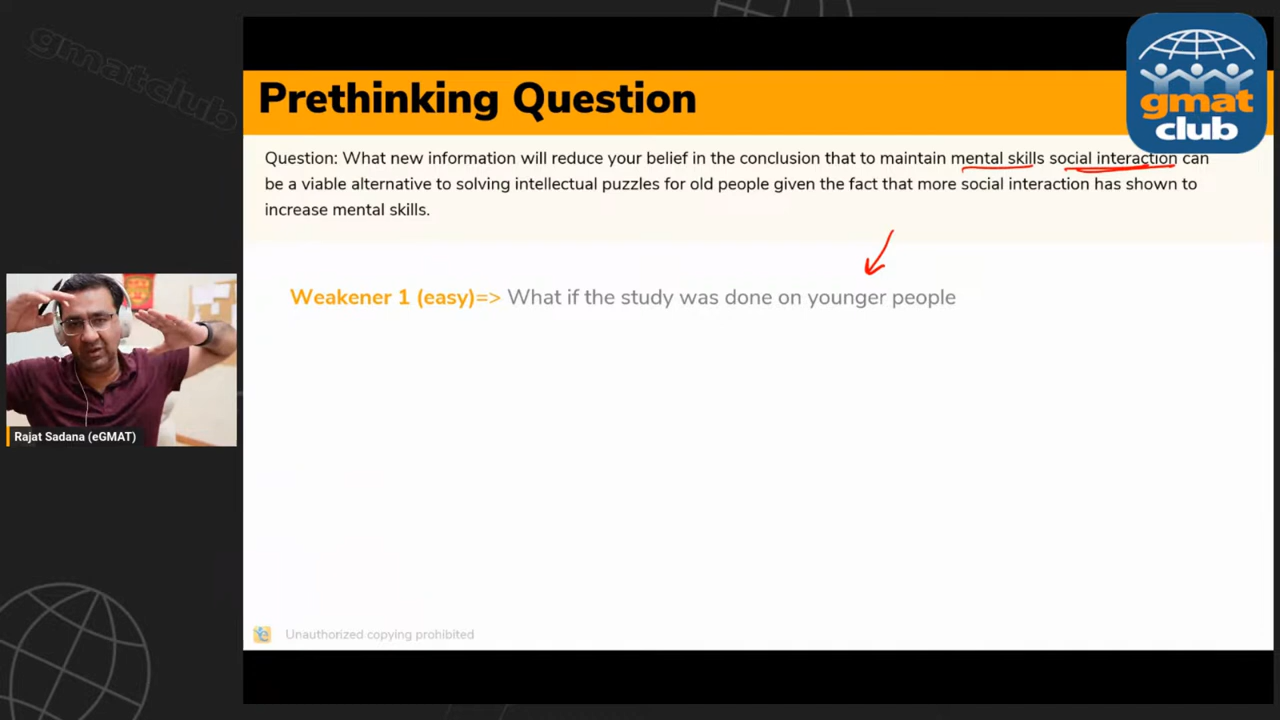 gmatclub
gmat
club
Prethinking Question
Question: What new information will reduce your belief in the conclusion that to maintain mental skills social interaction can
be a viable alternative to solving intellectual puzzles for old people given the fact that more social interaction has shown to
increase mental skills.
Weakener 1 (easy)=> What if the study was done on younger people
Rajat Sadana (eGMAT)
Unauthorized copying prohibited